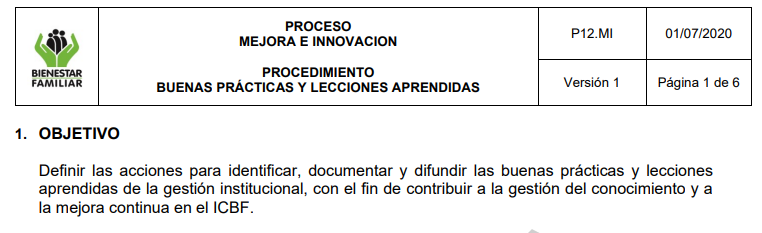 BIENESTAR
FAMILIAR
PROCESO
MEJORA E INNOVACION
PROCEDIMIENTO
BUENAS PRÁCTICAS Y LECCIONES APRENDIDAS
P12.MI
01/07/2020
Versión 1
Página 1 de 6
1. OBJETIVO
Definir las acciones para identificar, documentar y difundir las buenas prácticas y lecciones
aprendidas de la gestión institucional, con el fin de contribuir a la gestión del conocimiento y a
la mejora continua en el ICBF.